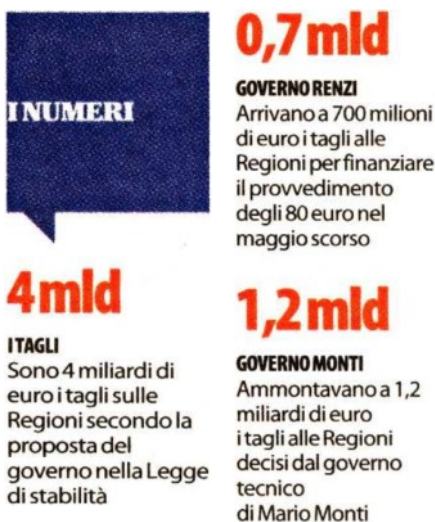 I NUMERI
4 mld
I TAGLI
Sono 4 miliardi di
euro i tagli sulle
Regioni secondo la
proposta del
governo nella Legge
di stabilità
0,7 mld
GOVERNO RENZI
Arrivano a 700 milioni
di euro i tagli alle
Regioni per finanziare
il provvedimento
degli 80 euro nel
maggio scorso
1,2 mld
GOVERNO MONTI
Ammontavano a 1,2
miliardi di euro
i tagli alle Regioni
decisi dal governo
tecnico
di Mario Monti